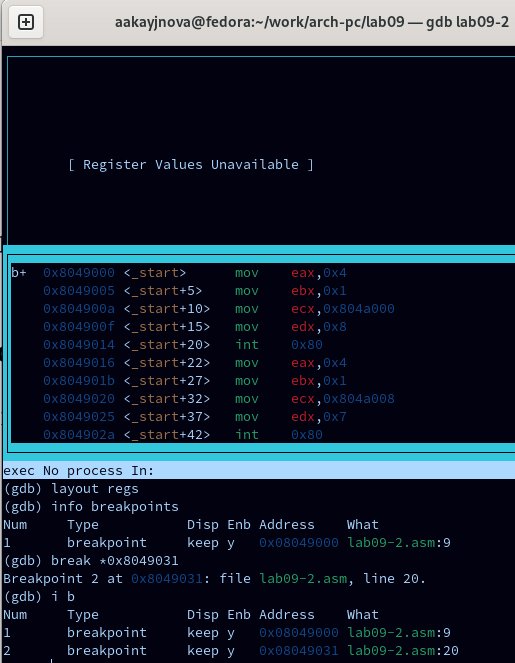 aakayjnova@fedora:~/work/arch-pc/lab09 — gdb lab09-2
[ Register Values Unavailable ]
b+  0x8049000 <_start>      mov    eax,0x4
    0x8049005 <_start+5>    mov    ebx,0x1
    0x804900a <_start+10>   mov    ecx,0x804a000
    0x804900f <_start+15>   mov    edx,0x8
    0x8049014 <_start+20>   int    0x80
    0x8049016 <_start+22>   mov    eax,0x4
    0x804901b <_start+27>   mov    ebx,0x1
    0x8049020 <_start+32>   mov    ecx,0x804a008
    0x8049025 <_start+37>   mov    edx,0x7
    0x804902a <_start+42>   int    0x80
exec No process In:
(gdb) layout regs
(gdb) info breakpoints
Num     Type           Disp Enb Address    What
1       breakpoint     keep y   0x08049000 lab09-2.asm:9
(gdb) break *0x8049031
Breakpoint 2 at 0x8049031: file lab09-2.asm, line 20.
(gdb) i b
Num     Type           Disp Enb Address    What
1       breakpoint     keep y   0x08049000 lab09-2.asm:9
2       breakpoint     keep y   0x08049031 lab09-2.asm:20